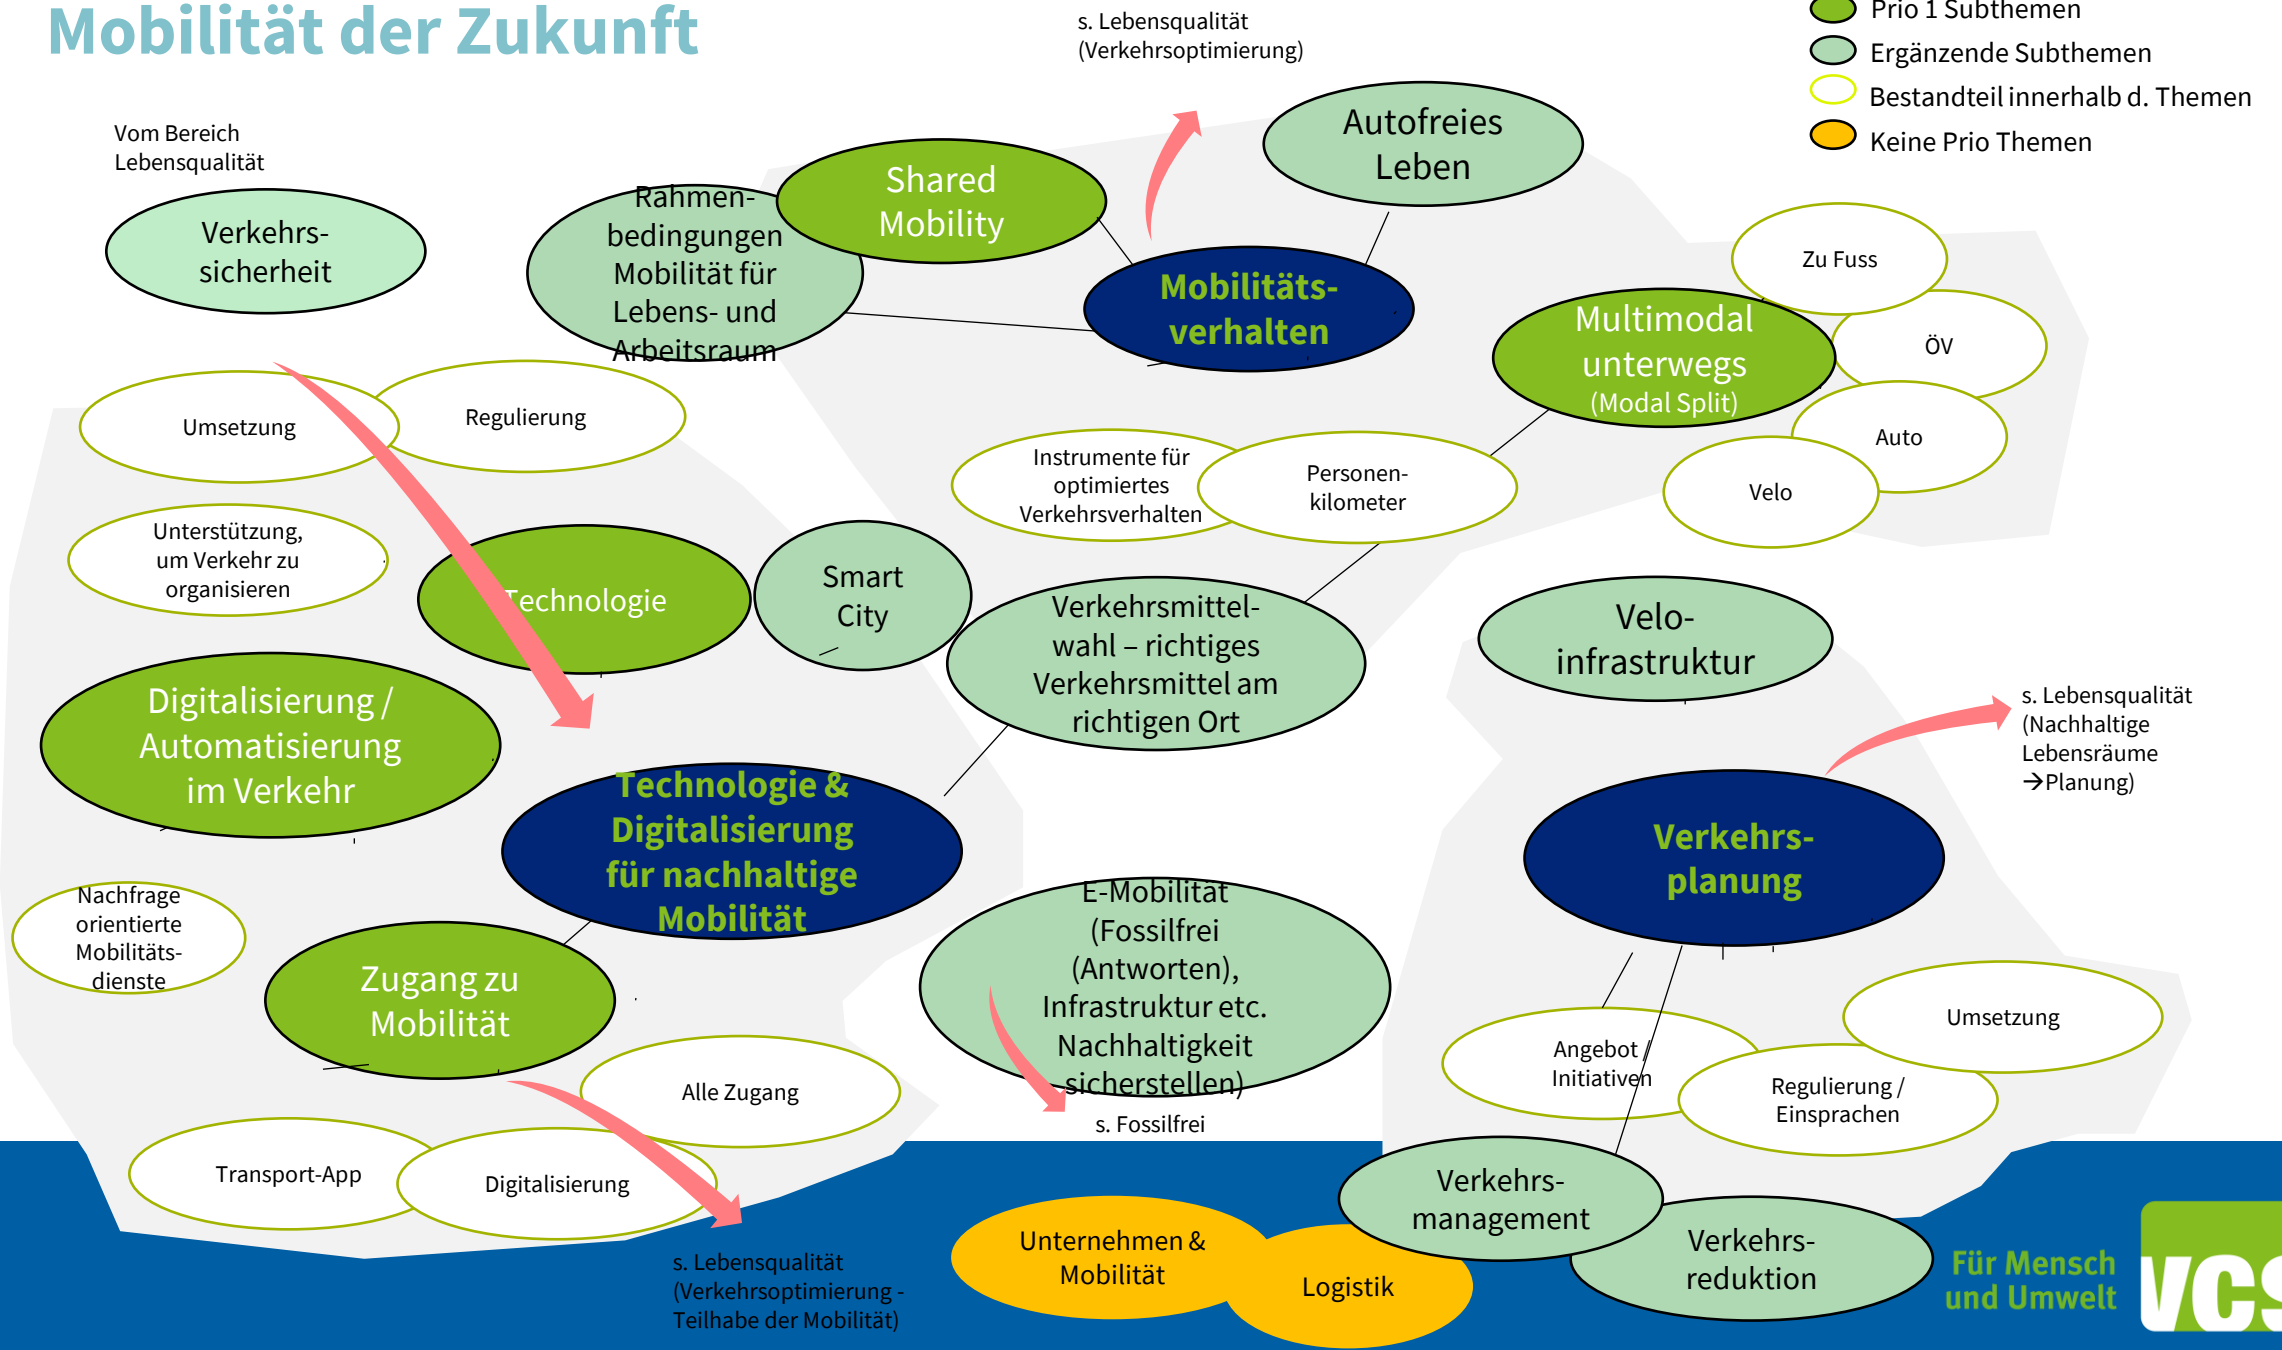 Mobilität der Zukunft
s. Lebensqualität
(Verkehrsoptimierung)
Prio 1 Subthemen
Ergänzende Subthemen
Bestandteil innerhalb d. Themen
Keine Prio Themen
Vom Bereich
Lebensqualität
Verkehrs-
sicherheit
Rahmen-
bedingungen
Mobilität für
Lebens- und
Arbeitsraum
Shared
Mobility
Autofreies
Leben
Mobilitäts-
verhalten
Multimodal
unterwegs
(Modal Split)
Zu Fuss
ÖV
Auto
Velo
Umsetzung
Regulierung
Instrumente für
optimiertes
Verkehrsverhalten
Personen-
kilometer
Unterstützung,
um Verkehr zu
organisieren
Technologie
Smart
City
Verkehrsmittel-
wahl – richtiges
Verkehrsmittel am
richtigen Ort
Velo-
infrastruktur
Digitalisierung /
Automatisierung
im Verkehr
s. Lebensqualität
(Nachhaltige
Lebensräume
→Planung)
Technologie &
Digitalisierung
für nachhaltige
Mobilität
Verkehrs-
planung
Nachfrage
orientierte
Mobilitäts-
dienste
Zugang zu
Mobilität
E-Mobilität
(Fossilfrei
(Antworten),
Infrastruktur etc.
Nachhaltigkeit
sicherstellen)
s. Fossilfrei
Angebot /
Initiativen
Regulierung /
Einsprachen
Umsetzung
Alle Zugang
Transport-App
Digitalisierung
s. Lebensqualität
(Verkehrsoptimierung -
Teilhabe der Mobilität)
Unternehmen &
Mobilität
Logistik
Verkehrs-
management
Verkehrs-
reduktion
Für Mensch
und Umwelt
VCS